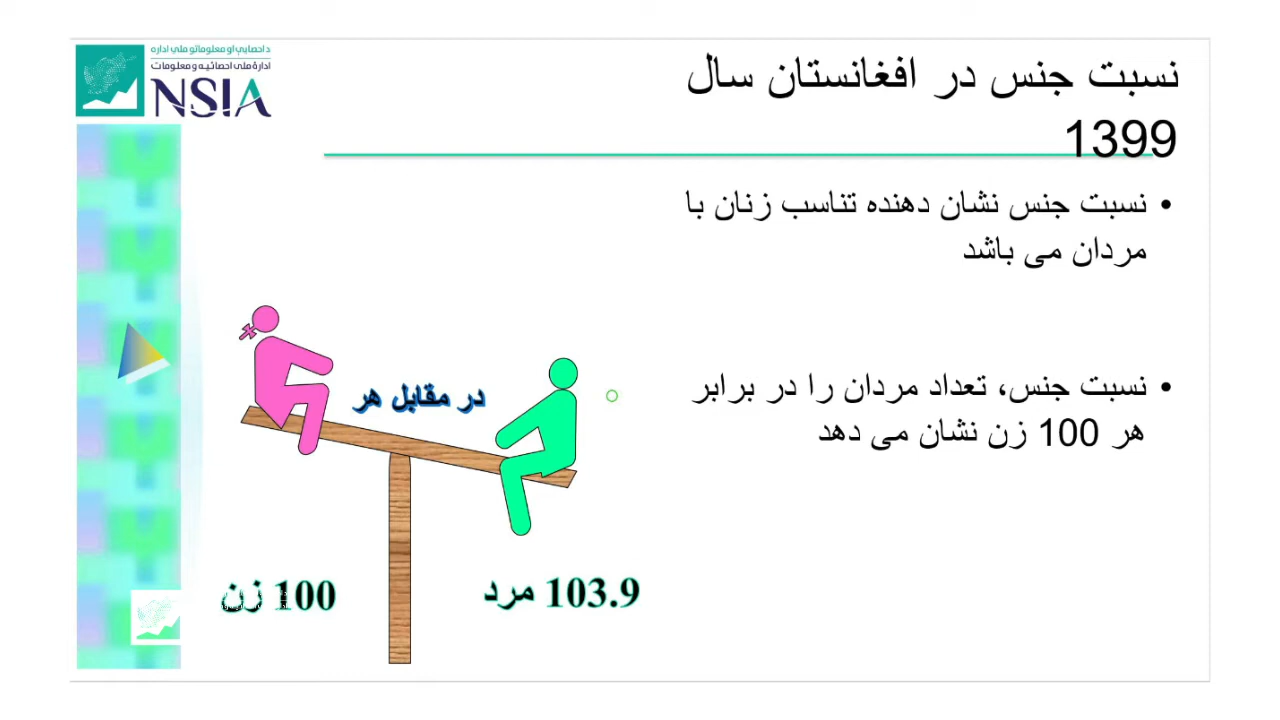 د احصایې او معلوماتو ملي اداره
ادارهٔ ملی احصائیه و معلومات
NSIA
نسبت جنس در افغانستان سال
1399
• نسبت جنس نشان دهنده تناسب زنان با
مردان می باشد
• نسبت جنس، تعداد مردان را در برابر
هر 100 زن نشان می دهد
در مقابل هر
103.9 مرد
100 زن